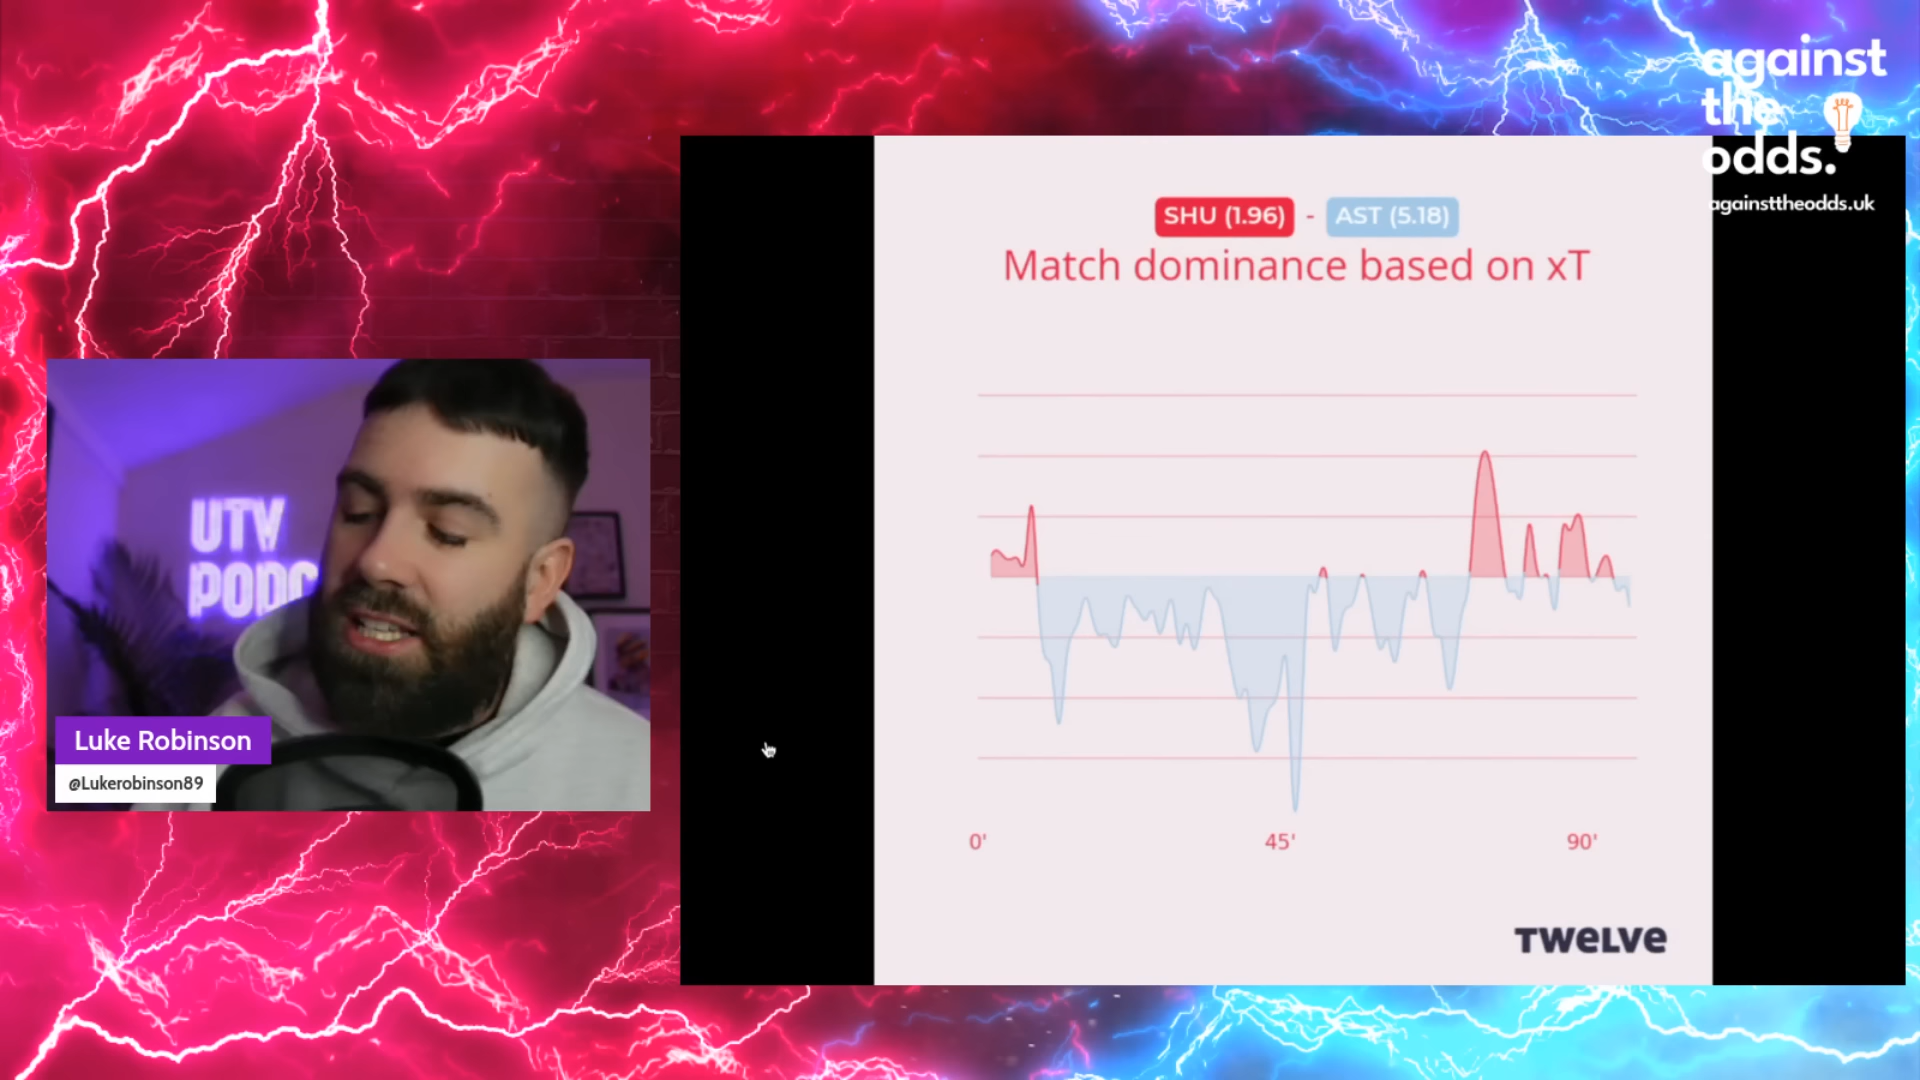 against
the
odds.
againsttheodds.uk
SHU (1.96) - AST (5.18)
Match dominance based on xT
UTV
PODC
Luke Robinson
@Lukerobinson89
0' 45' 90'
TWELVE